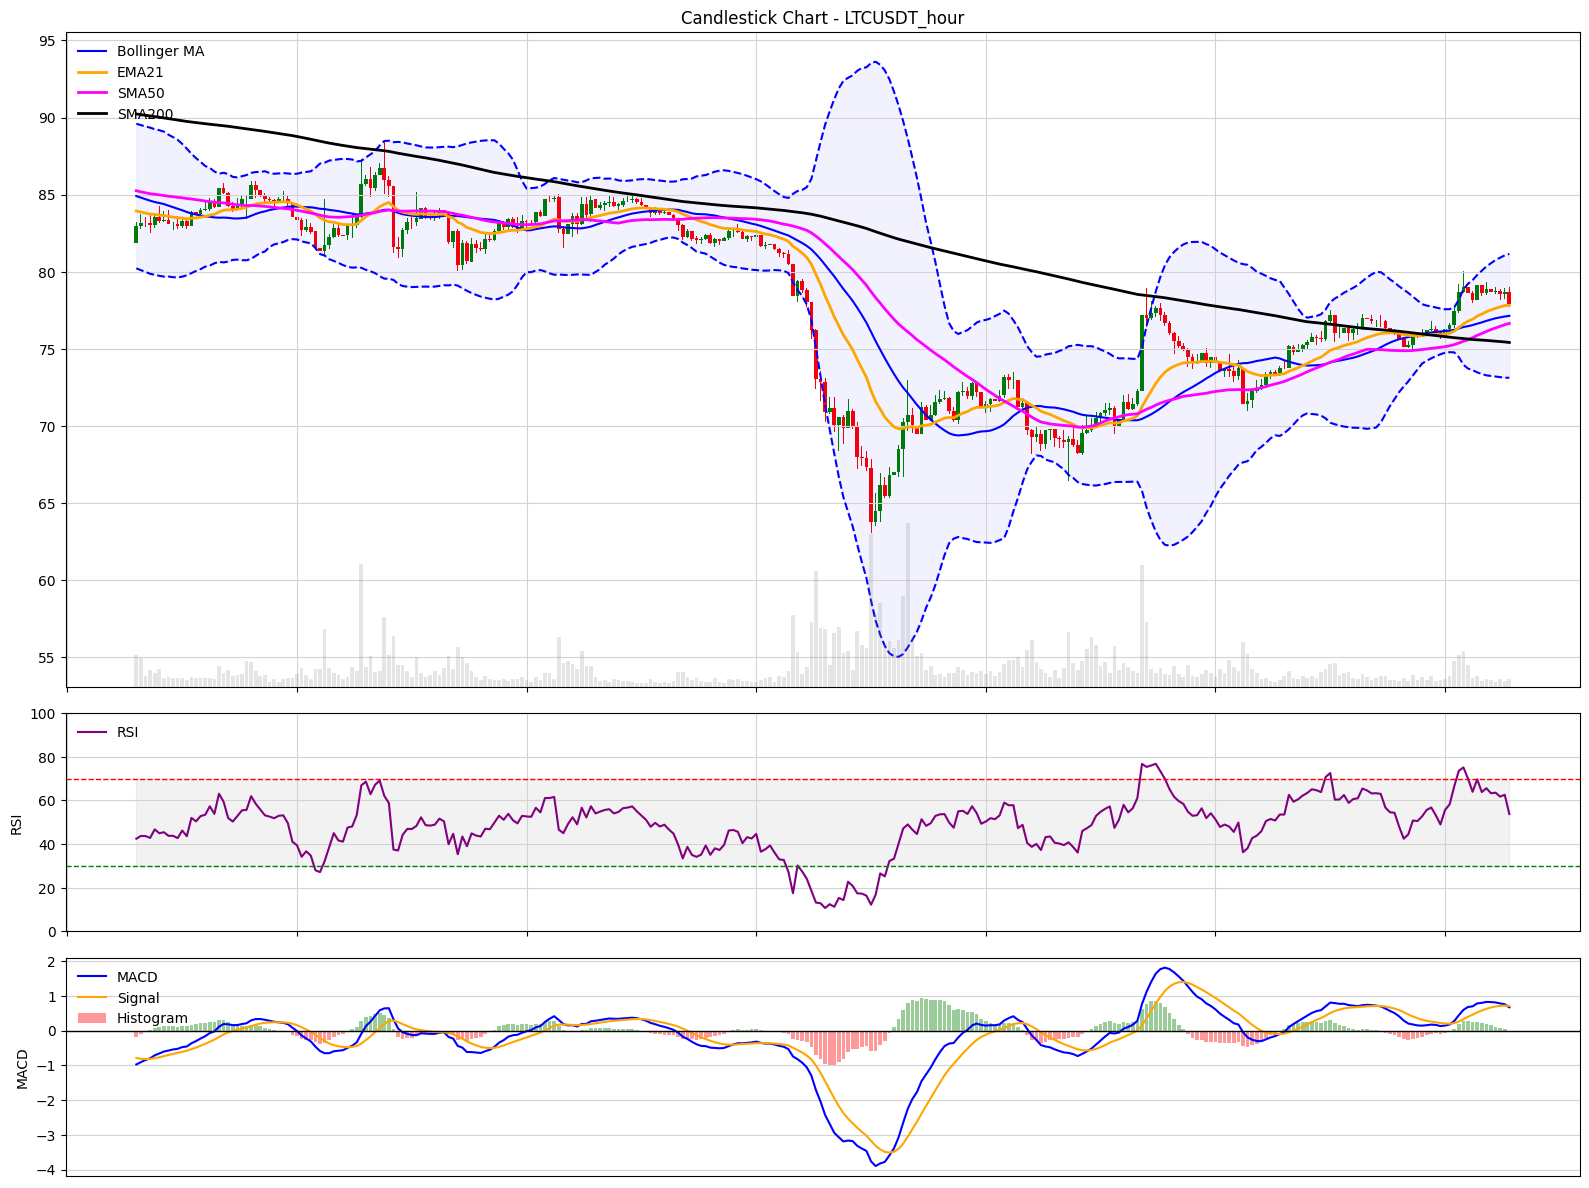 Candlestick Chart - LTCUSDT_hour
Bollinger MA
EMA21
SMA50
SMA200
95
90
85
80
75
70
65
60
55
RSI
100
80
60
40
20
0
RSI
MACD
Signal
Histogram
2
1
0
−1
−2
−3
−4
MACD